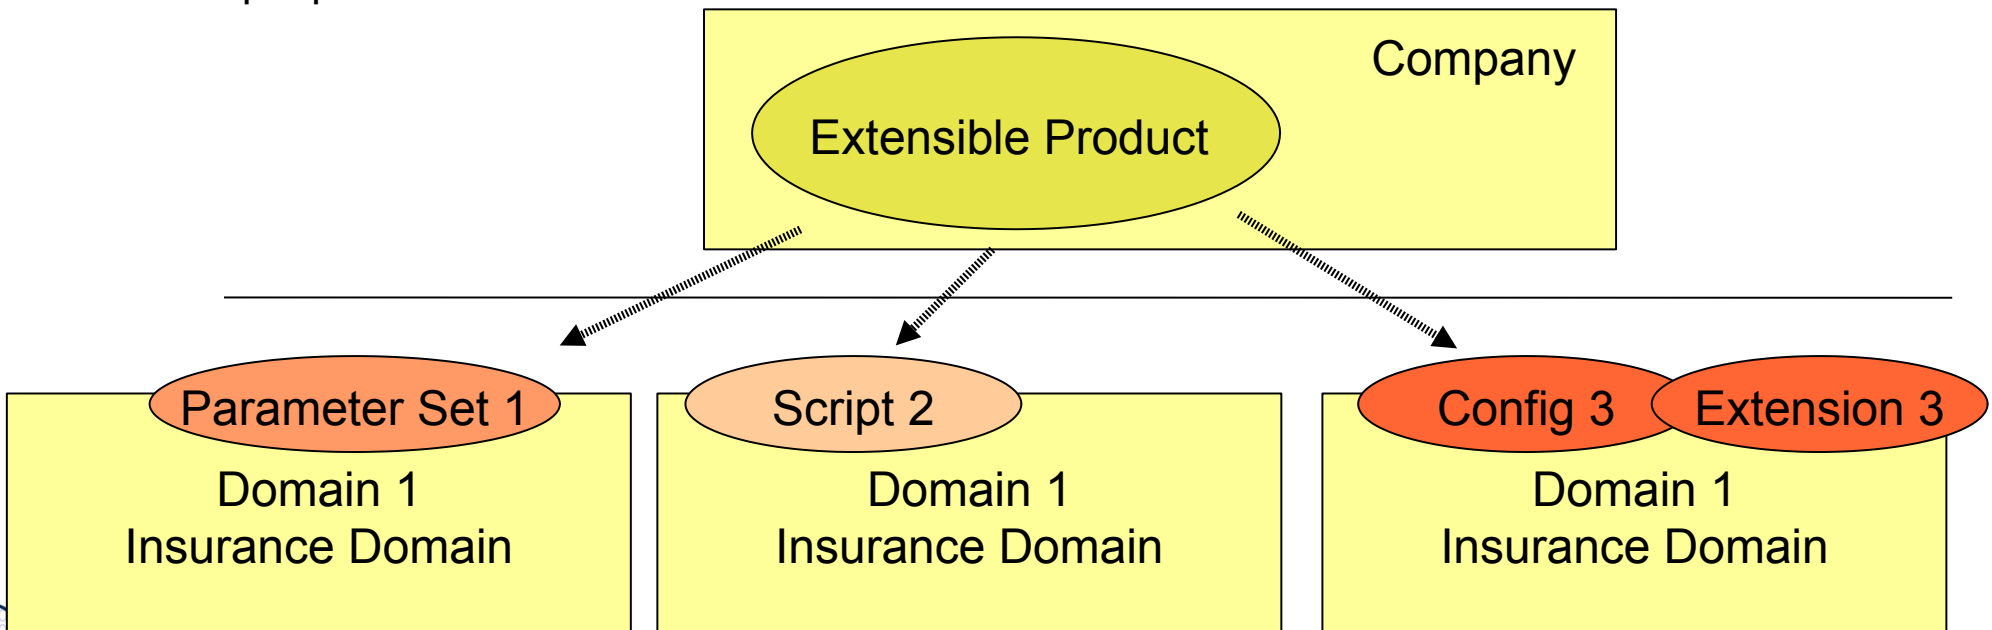 Company
Extensible Product
Parameter Set 1
Script 2
Config 3
Extension 3
Domain 1
Insurance Domain
Domain 1
Insurance Domain
Domain 1
Insurance Domain